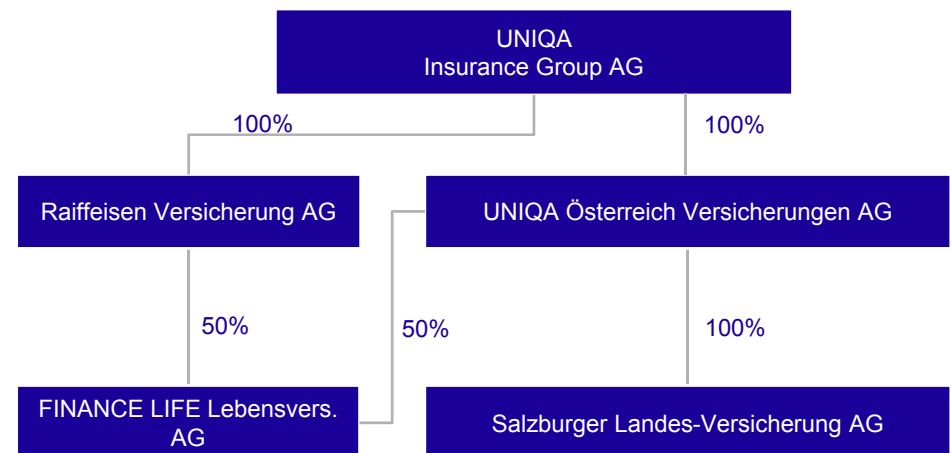 UNIQA
Insurance Group AG
100%
100%
Raiffeisen Versicherung AG
UNIQA Österreich Versicherungen AG
50%
50%
100%
FINANCE LIFE Lebensvers.
AG
Salzburger Landes-Versicherung AG